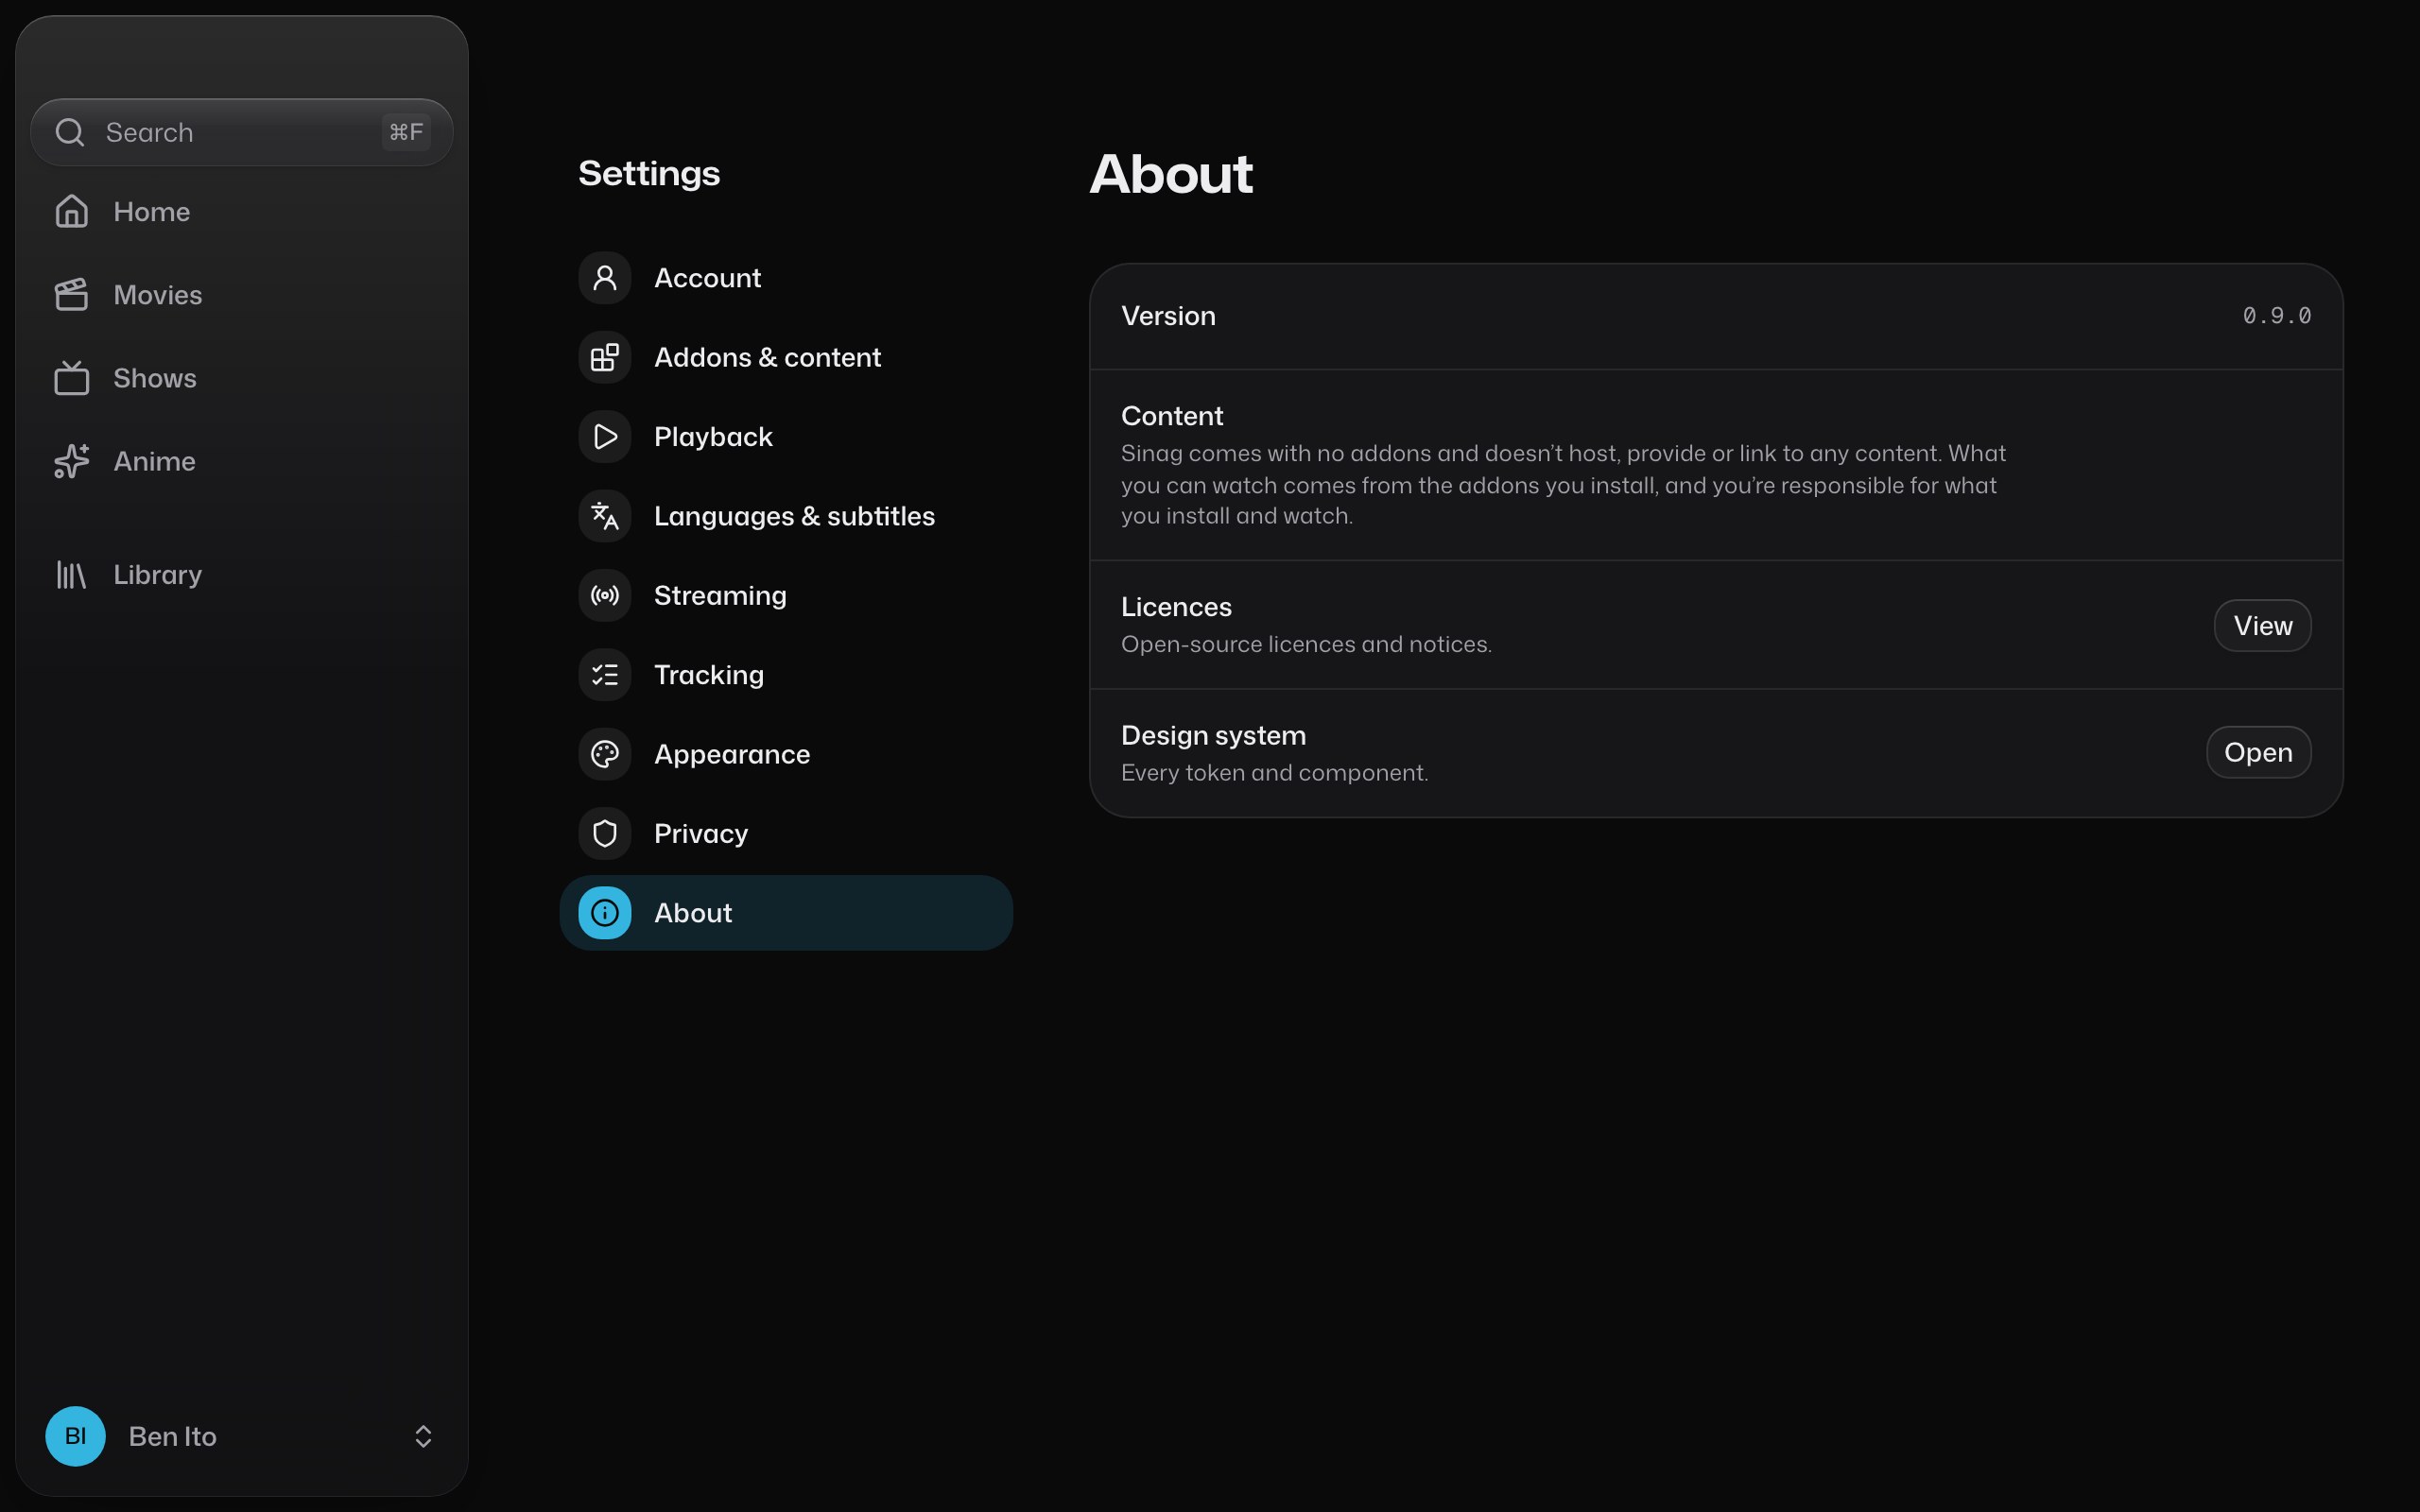 Search
⌘F
Home
Movies
Shows
Anime
Library
BI
Ben Ito
Settings
Account
Addons & content
Playback
Languages & subtitles
Streaming
Tracking
Appearance
Privacy
About
About
Version
0.9.0
Content
Sinag comes with no addons and doesn’t host, provide or link to any content. What
you can watch comes from the addons you install, and you’re responsible for what
you install and watch.
Licences
Open-source licences and notices.
View
Design system
Every token and component.
Open